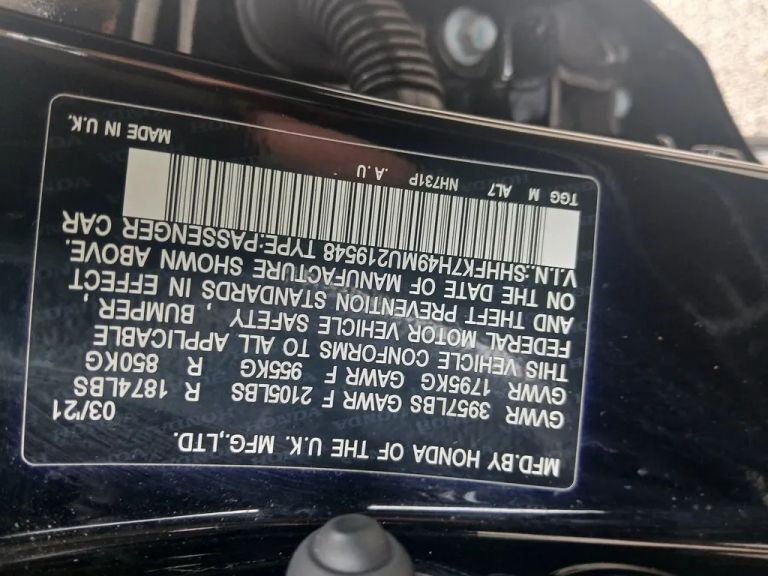 MFD.BY HONDA OF THE U.K. MFG,LTD.
03/'21
GVWR 3957LBS GAWR F 2105LBS R 1874LBS
GVWR 1795KG GAWR F 955KG R 850KG
THIS VEHICLE CONFORMS TO ALL APPLICABLE
FEDERAL MOTOR VEHICLE SAFETY, BUMPER,
AND THEFT PREVENTION STANDARDS IN EFFECT
ON THE DATE OF MANUFACTURE SHOWN ABOVE.
V.I.N:SHHFK7H49MU219548 TYPE:PASSENGER CAR
TGG M AL7 NH731P .A.U
MADE IN U.K.